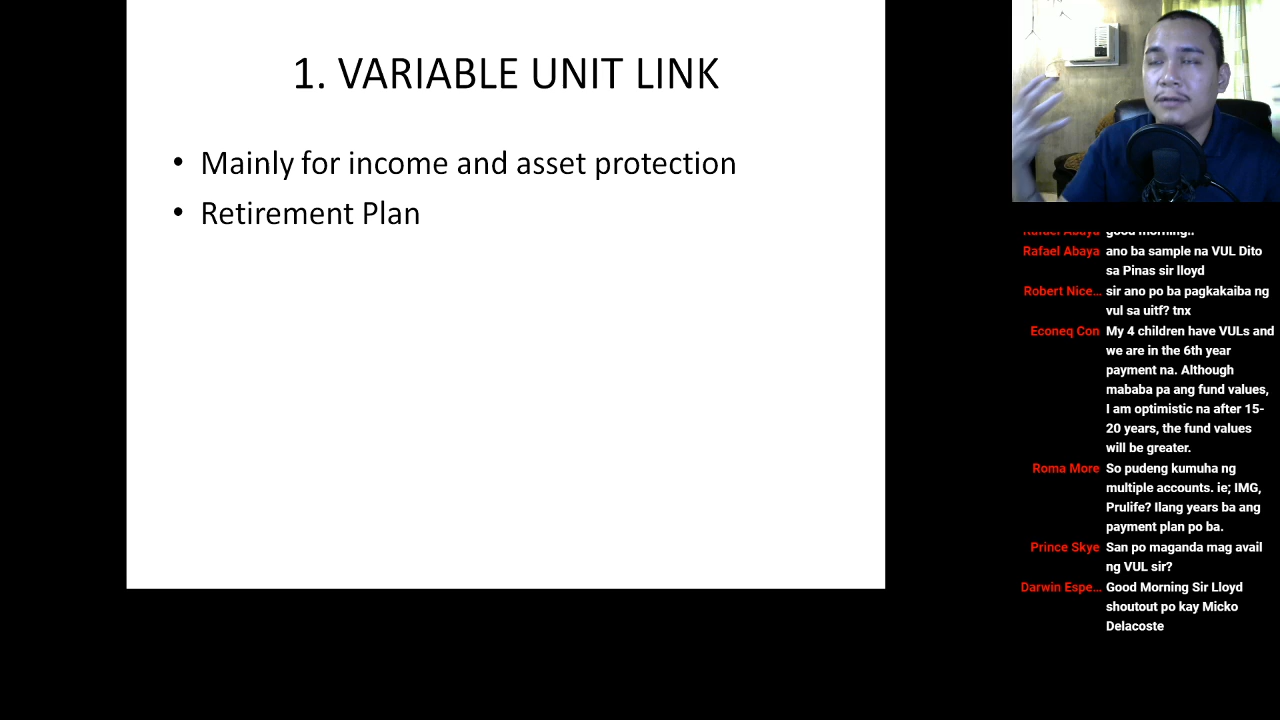 1. VARIABLE UNIT LINK
• Mainly for income and asset protection
• Retirement Plan
Rafael Abaya good morning..
Rafael Abaya ano ba sample na VUL Dito
sa Pinas sir lloyd
Robert Nice... sir ano po ba pagkakaiba ng
vul sa uitf? tnx
Econeq Con My 4 children have VULs and
we are in the 6th year
payment na. Although
mababa pa ang fund values,
I am optimistic na after 15-
20 years, the fund values
will be greater.
Roma More So pudeng kumuha ng
multiple accounts. ie; IMG,
Prulife? Ilang years ba ang
payment plan po ba.
Prince Skye San po maganda mag avail
ng VUL sir?
Darwin Espe... Good Morning Sir Lloyd
shoutout po kay Micko
Delacoste